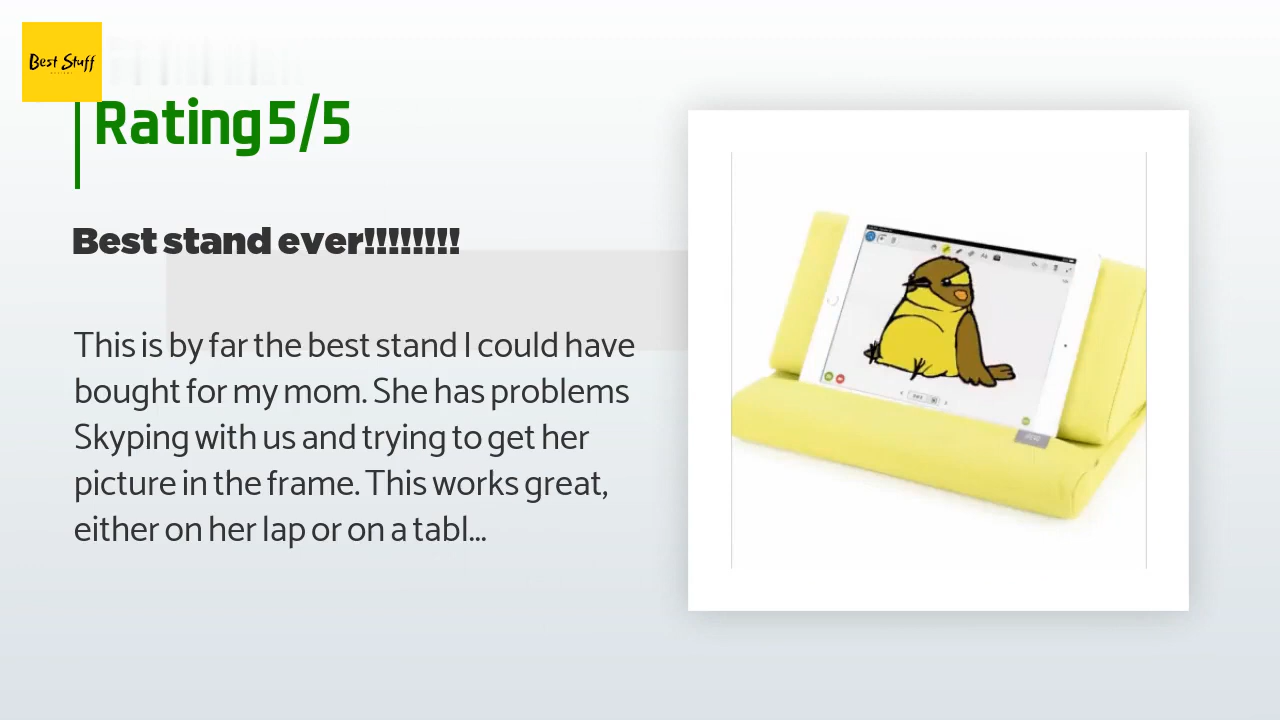 Best Stuff
Rating 5/5
Best stand ever!!!!!!!!
This is by far the best stand I could have
bought for my mom. She has problems
Skyping with us and trying to get her
picture in the frame. This works great,
either on her lap or on a tabl...